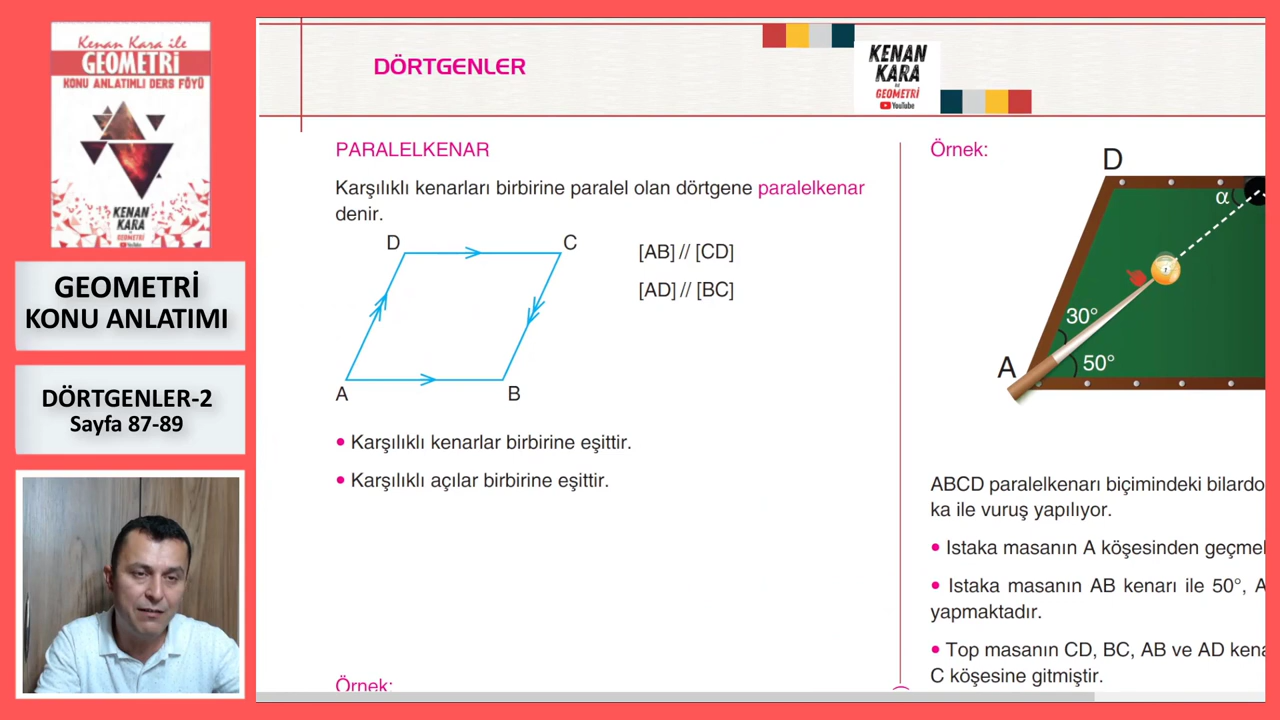 Kenan Kara ile
GEOMETRİ
KONU ANLATIMLI DERS FÖYÜ
KENAN
KARA
GEOMETRİ
YouTube
GEOMETRİ
KONU ANLATIMI
DÖRTGENLER-2
Sayfa 87-89
DÖRTGENLER
KENAN
KARA
ile
GEOMETRİ
YouTube
PARALELKENAR
Karşılıklı kenarları birbirine paralel olan dörtgene paralelkenar
denir.
D
C
A
B
[AB] // [CD]
[AD] // [BC]
• Karşılıklı kenarlar birbirine eşittir.
• Karşılıklı açılar birbirine eşittir.
Örnek:
Örnek:
D
α
30°
A
50°
ABCD paralelkenarı biçimindeki bilardo
ka ile vuruş yapılıyor.
• Istaka masanın A köşesinden geçmek
• Istaka masanın AB kenarı ile 50°, A
yapmaktadır.
• Top masanın CD, BC, AB ve AD kena
C köşesine gitmiştir.